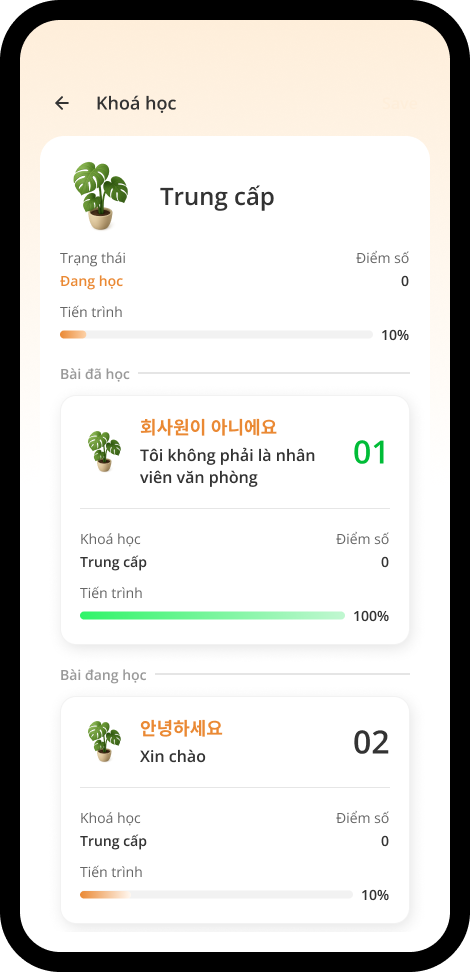 Khoá học
Trung cấp
Trạng thái
Điểm số
Đang học
0
Tiến trình
10%
Bài đã học
회사원이 아니에요
Tôi không phải là nhân
viên văn phòng
01
Khoá học
Điểm số
Trung cấp
0
Tiến trình
100%
Bài đang học
안녕하세요
Xin chào
02
Khoá học
Điểm số
Trung cấp
0
Tiến trình
10%